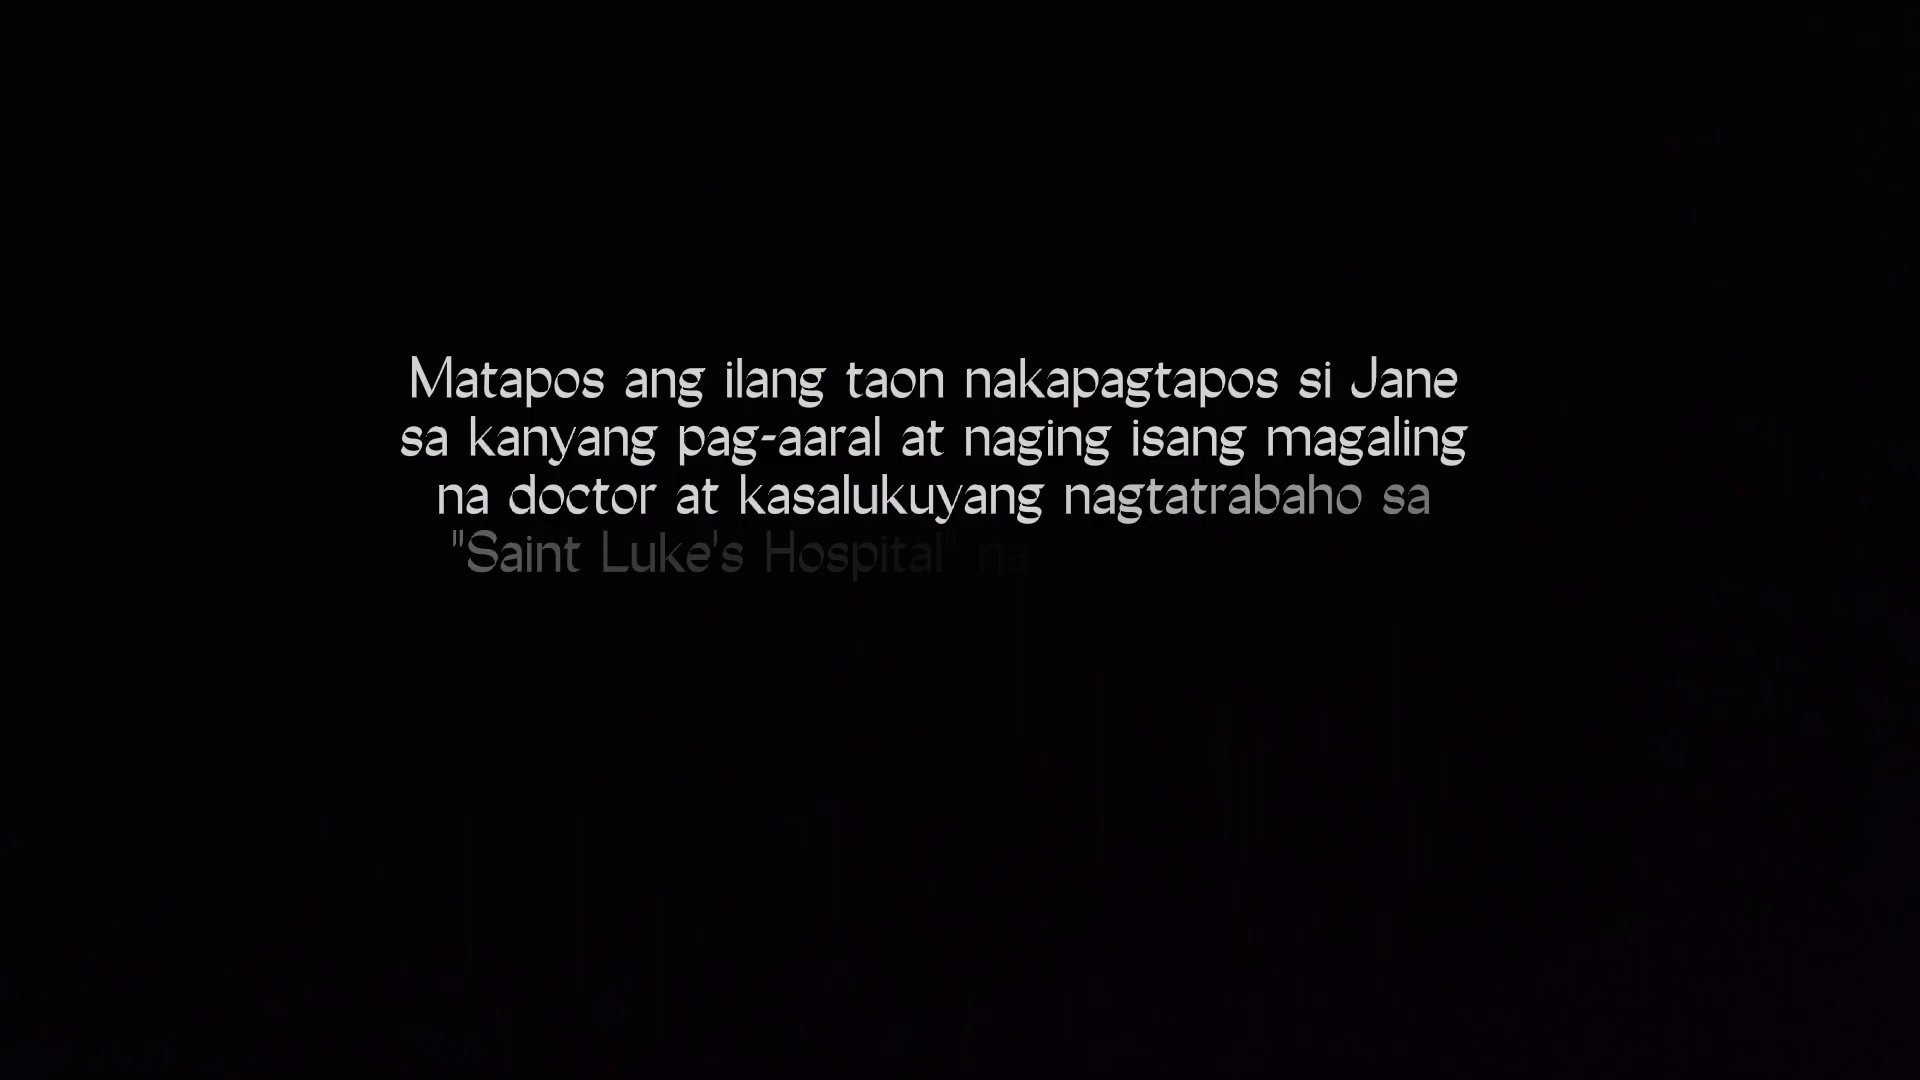 Matapos ang ilang taon nakapagtapos si Jane
sa kanyang pag-aaral at naging isang magaling
na doctor at kasalukuyang nagtatrabaho sa
"Saint Luke's Hospital" na